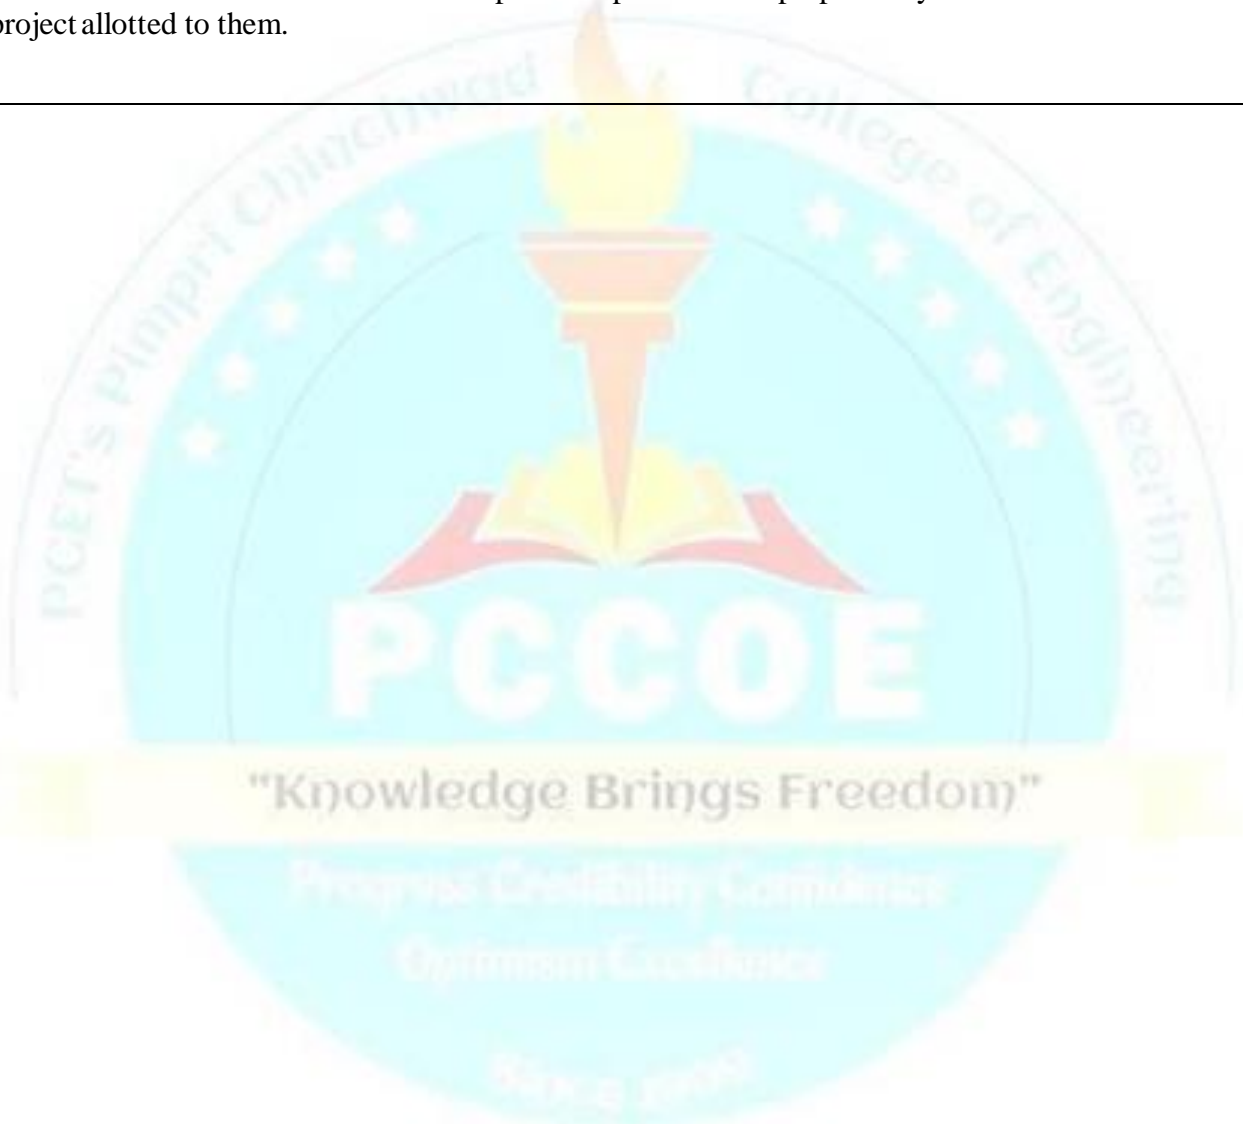 project allotted to them.
PCET's Pimpri Chinchwad College of Engineering
PCCOE
"Knowledge Brings Freedom"
Progress Credibility Confidence
Optimism Excellence